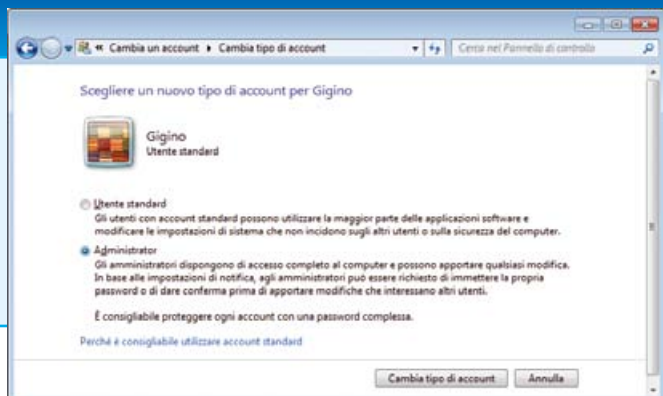 « Cambia un account ▸ Cambia tipo di account
Cerca nel Pannello di controllo
Scegliere un nuovo tipo di account per Gigino
Gigino
Utente standard
Utente standard
Gli utenti con account standard possono utilizzare la maggior parte delle applicazioni software e
modificare le impostazioni di sistema che non incidono sugli altri utenti o sulla sicurezza del computer.
Administrator
Gli amministratori dispongono di accesso completo al computer e possono apportare qualsiasi modifica.
In base alle impostazioni di notifica, agli amministratori può essere richiesto di immettere la propria
password o di dare conferma prima di apportare modifiche che interessano altri utenti.
È consigliabile proteggere ogni account con una password complessa.
Perché è consigliabile utilizzare account standard
Cambia tipo di account
Annulla